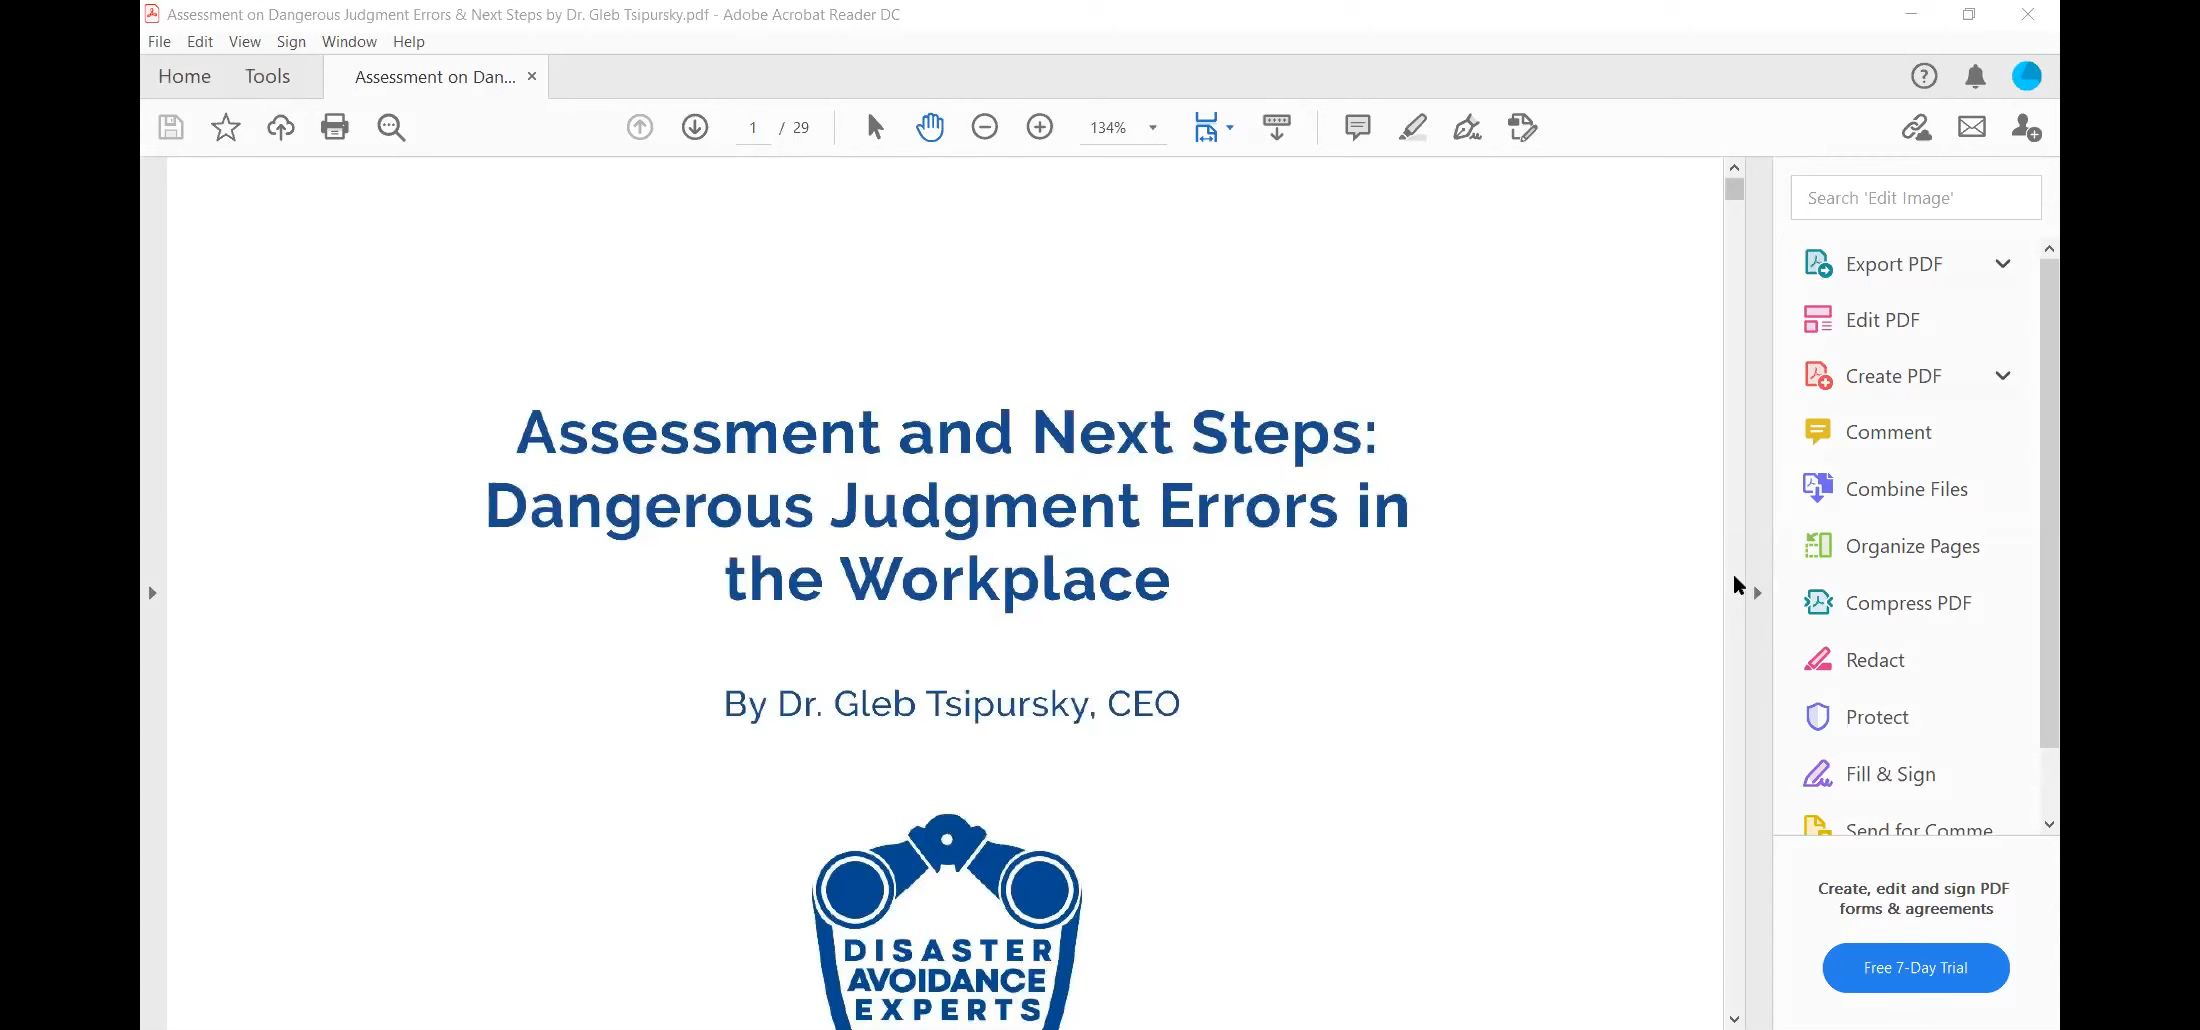 Assessment on Dangerous Judgment Errors & Next Steps by Dr. Gleb Tsipursky.pdf - Adobe Acrobat Reader DC
File Edit View Sign Window Help
Home Tools Assessment on Dan... ×
1 / 29 134%
Search 'Edit Image'
Export PDF
Edit PDF
Create PDF
Comment
Combine Files
Organize Pages
Compress PDF
Redact
Protect
Fill & Sign
Send for Comme
Create, edit and sign PDF
forms & agreements
Free 7-Day Trial
Assessment and Next Steps:
Dangerous Judgment Errors in
the Workplace
By Dr. Gleb Tsipursky, CEO
DISASTER
AVOIDANCE
EXPERTS